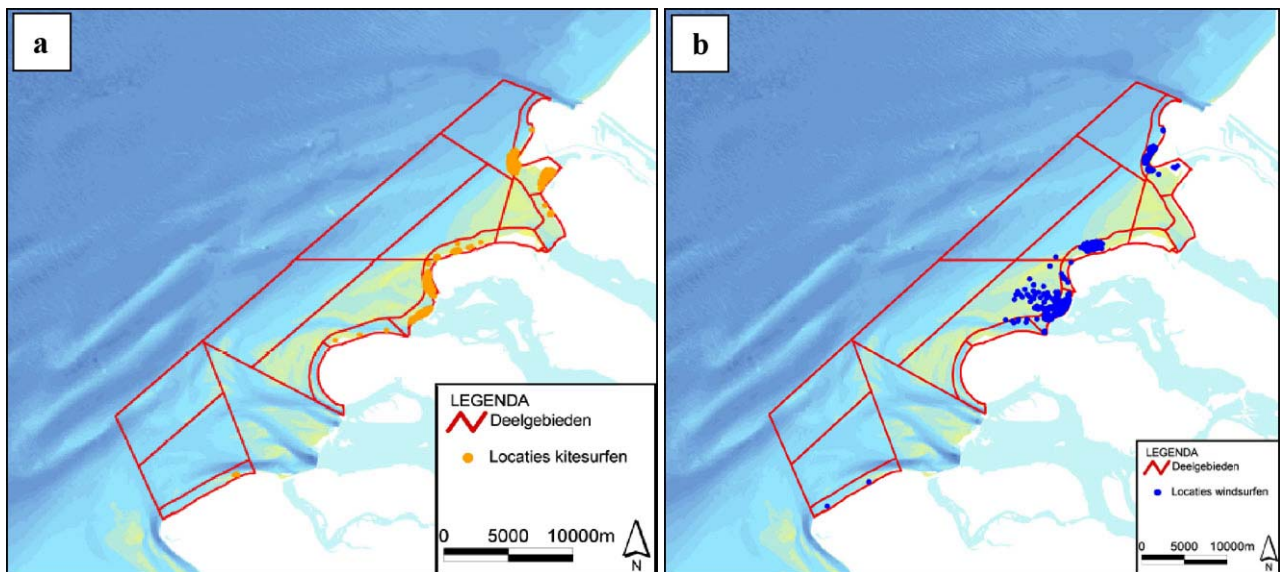 a
LEGENDA
Deelgebieden
Locaties kitesurfen
0 5000 10000m
N
b
LEGENDA
Deelgebieden
Locaties windsurfen
0 5000 10000m
N